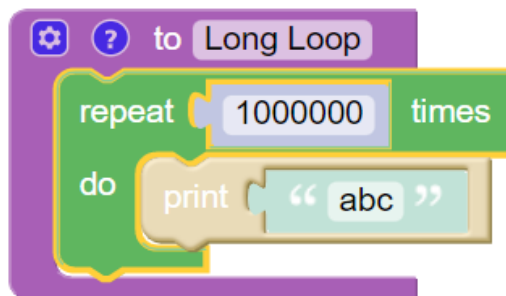 ? to Long Loop
repeat 1000000 times
do print “ abc ”